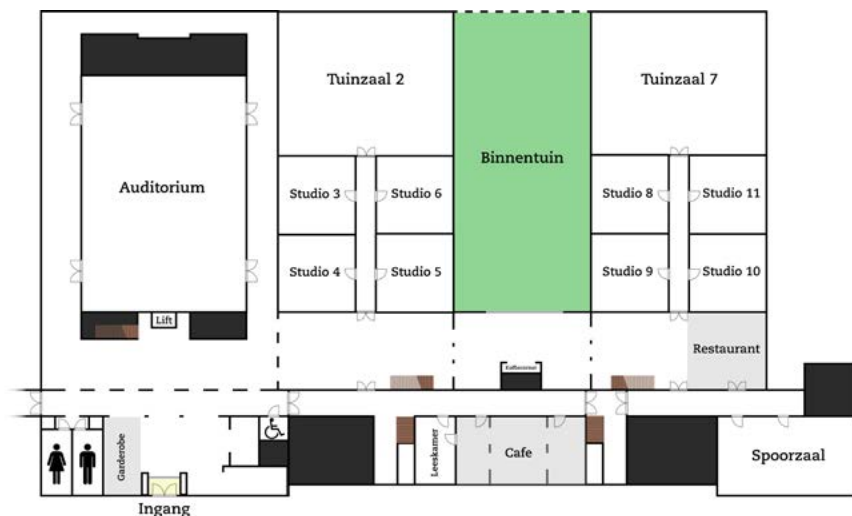 Tuinzaal 2
Tuinzaal 7
Binnentuin
Auditorium
Studio 3
Studio 6
Studio 8
Studio 11
Studio 4
Studio 5
Studio 9
Studio 10
Lift
Restaurant
Garderobe
Leeskamer
Cafe
Spoorzaal
Ingang